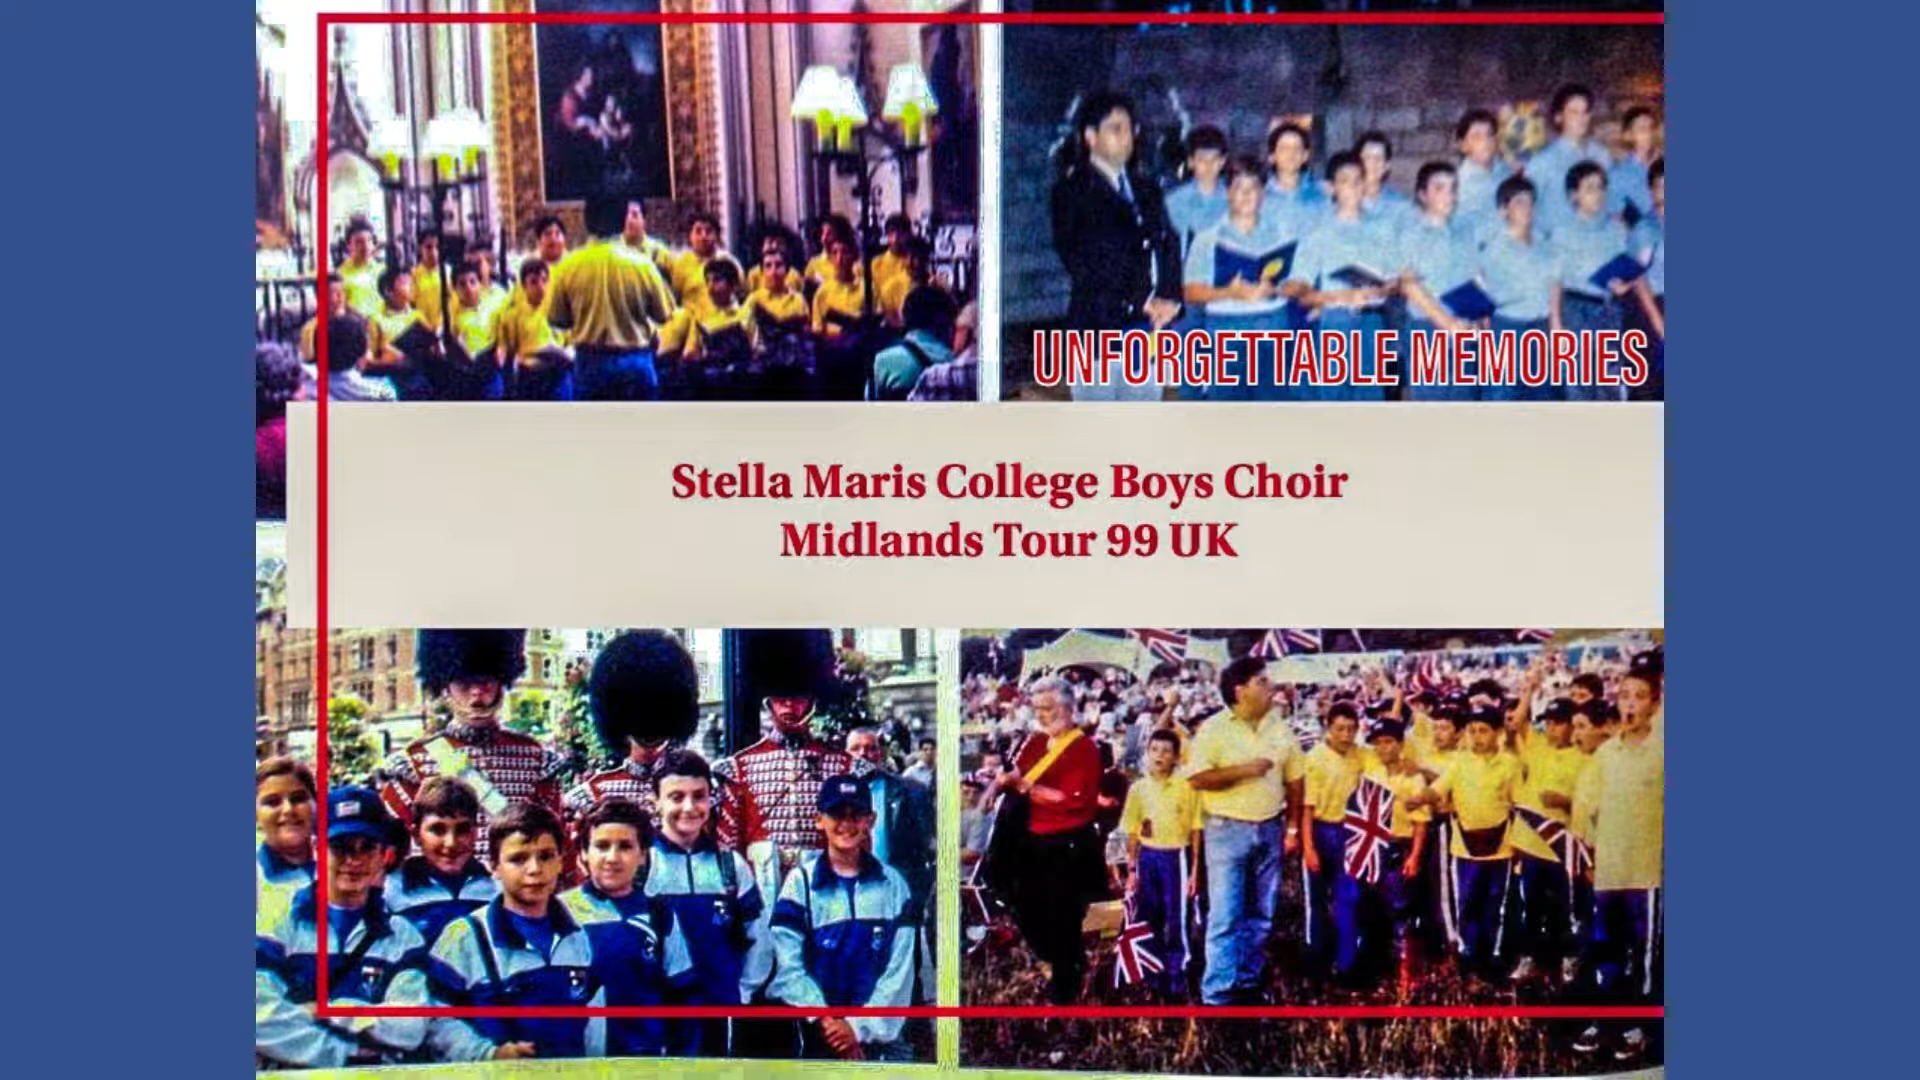 UNFORGETTABLE MEMORIES
Stella Maris College Boys Choir
Midlands Tour 99 UK